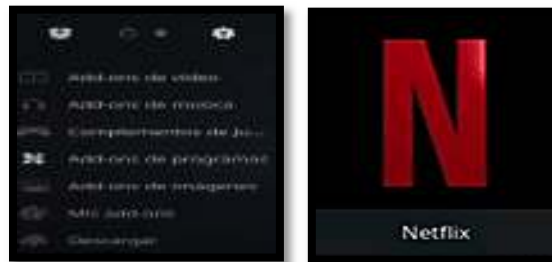 Add-ons de vídeo
Add-ons de música
Complementos de Ju...
Add-ons de programas
Add-ons de imágenes
Mis add-ons
Descargar
N
Netflix